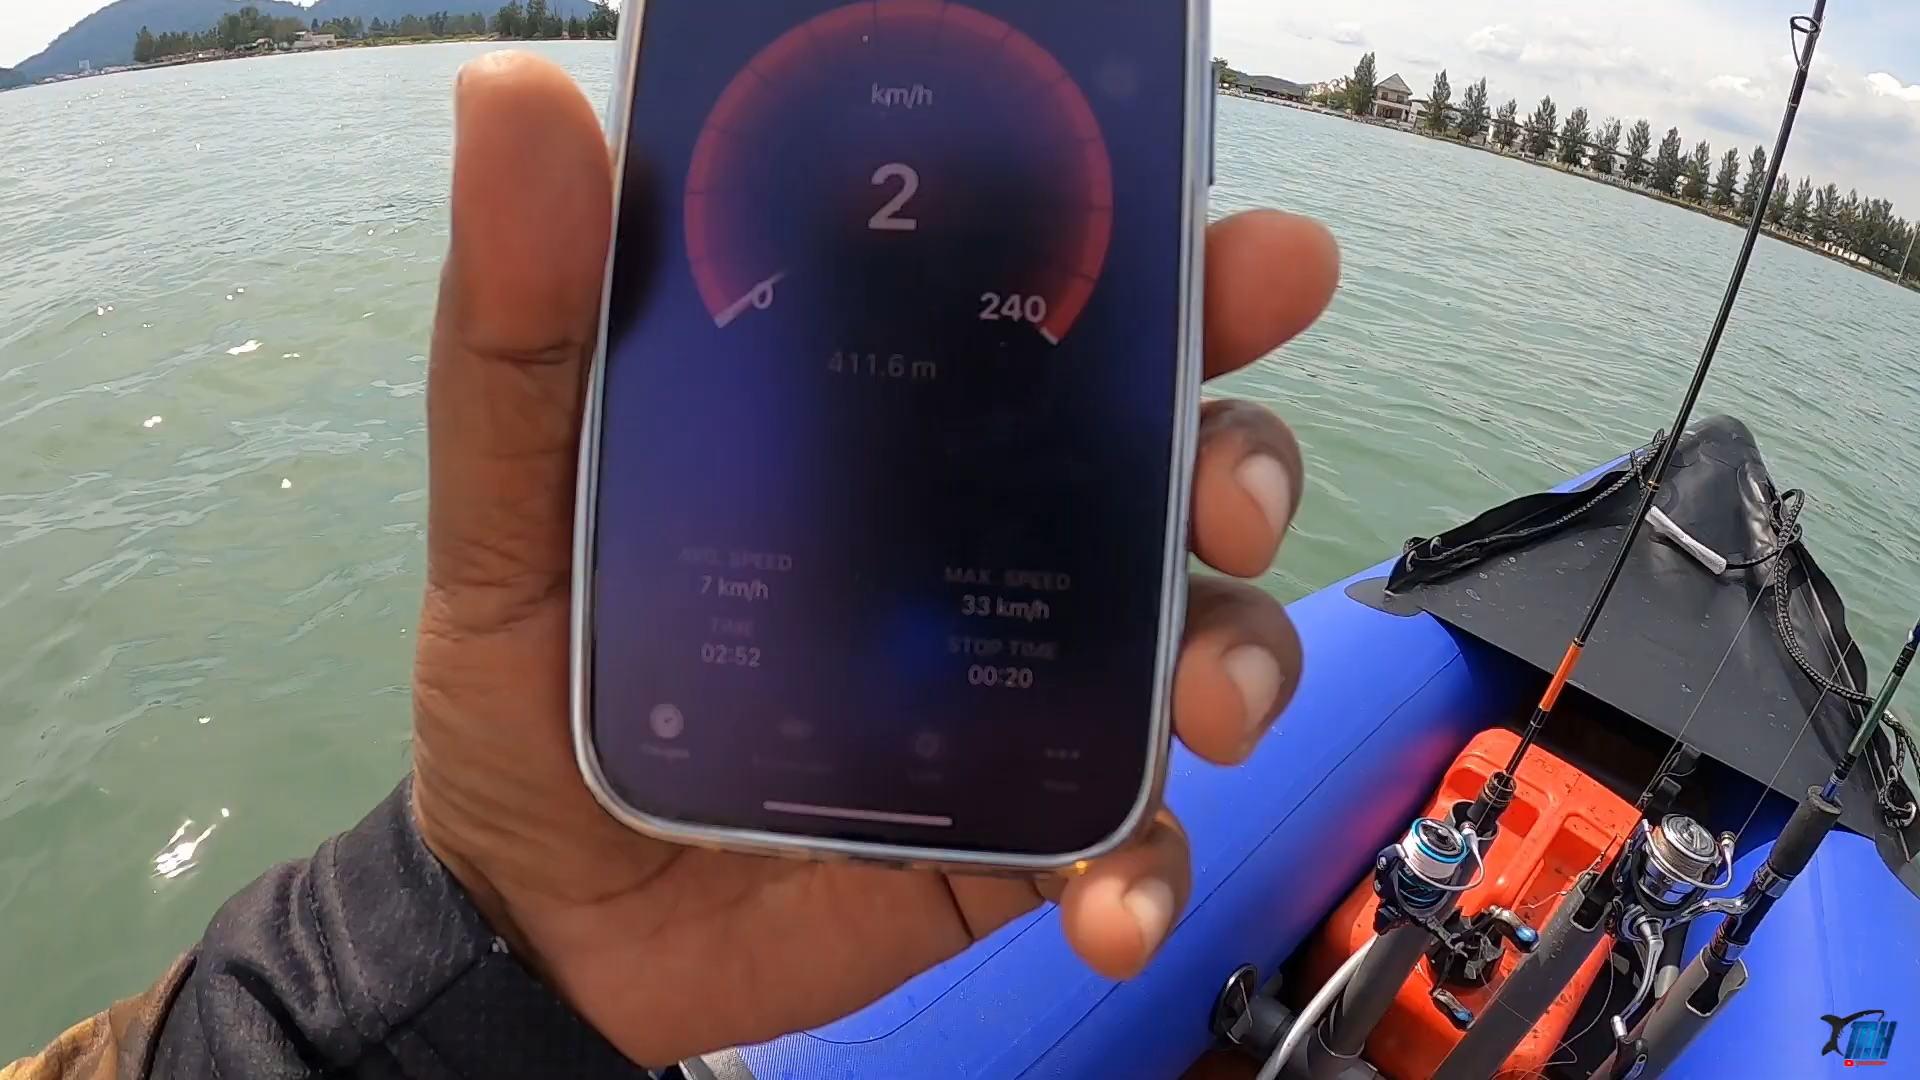 km/h
2
0
240
411.6 m
AVG. SPEED
7 km/h
MAX. SPEED
33 km/h
TIME
02:52
STOP TIME
00:20
MH